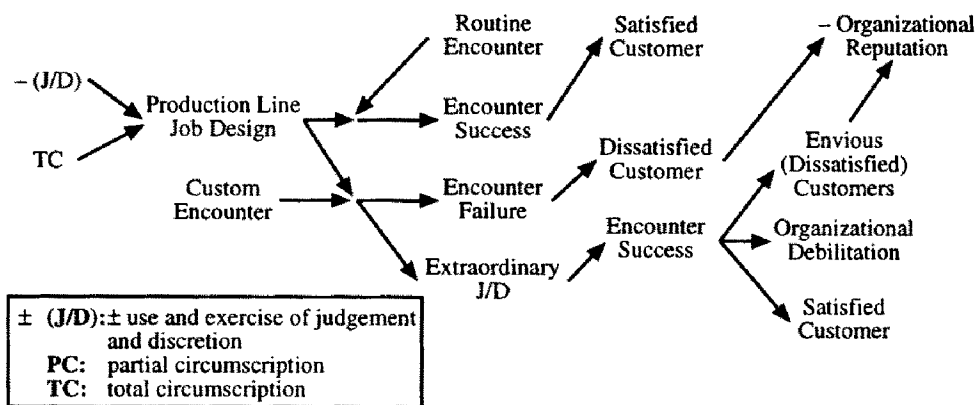 Routine
Encounter
Satisfied
Customer
– Organizational
Reputation
– (J/D)
Production Line
Job Design
Encounter
Success
TC
Dissatisfied
Customer
Envious
(Dissatisfied)
Customers
Custom
Encounter
Encounter
Failure
Encounter
Success
Organizational
Debilitation
Extraordinary
J/D
Satisfied
Customer
± (J/D): ± use and exercise of judgement
and discretion
PC: partial circumscription
TC: total circumscription